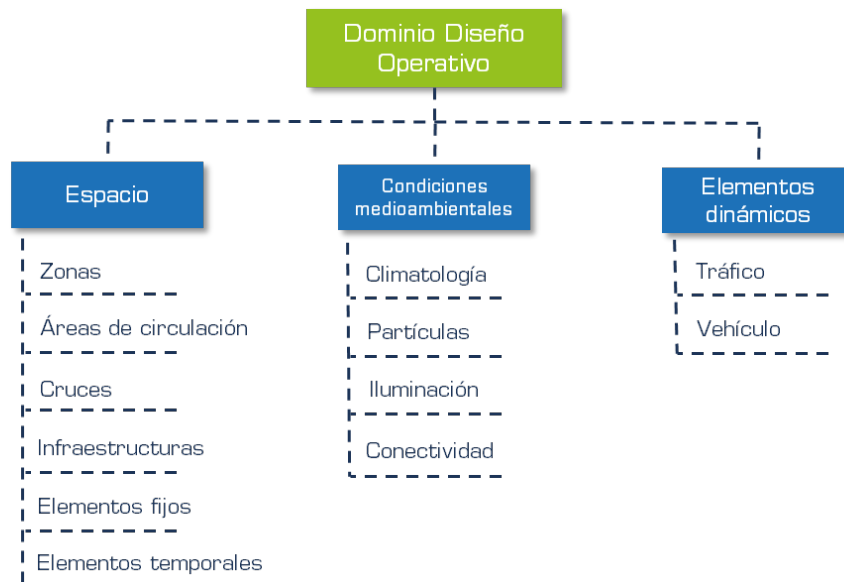 Dominio Diseño
Operativo
Espacio
Zonas
Áreas de circulación
Cruces
Infraestructuras
Elementos fijos
Elementos temporales
Condiciones
medioambientales
Climatología
Partículas
Iluminación
Conectividad
Elementos
dinámicos
Tráfico
Vehículo